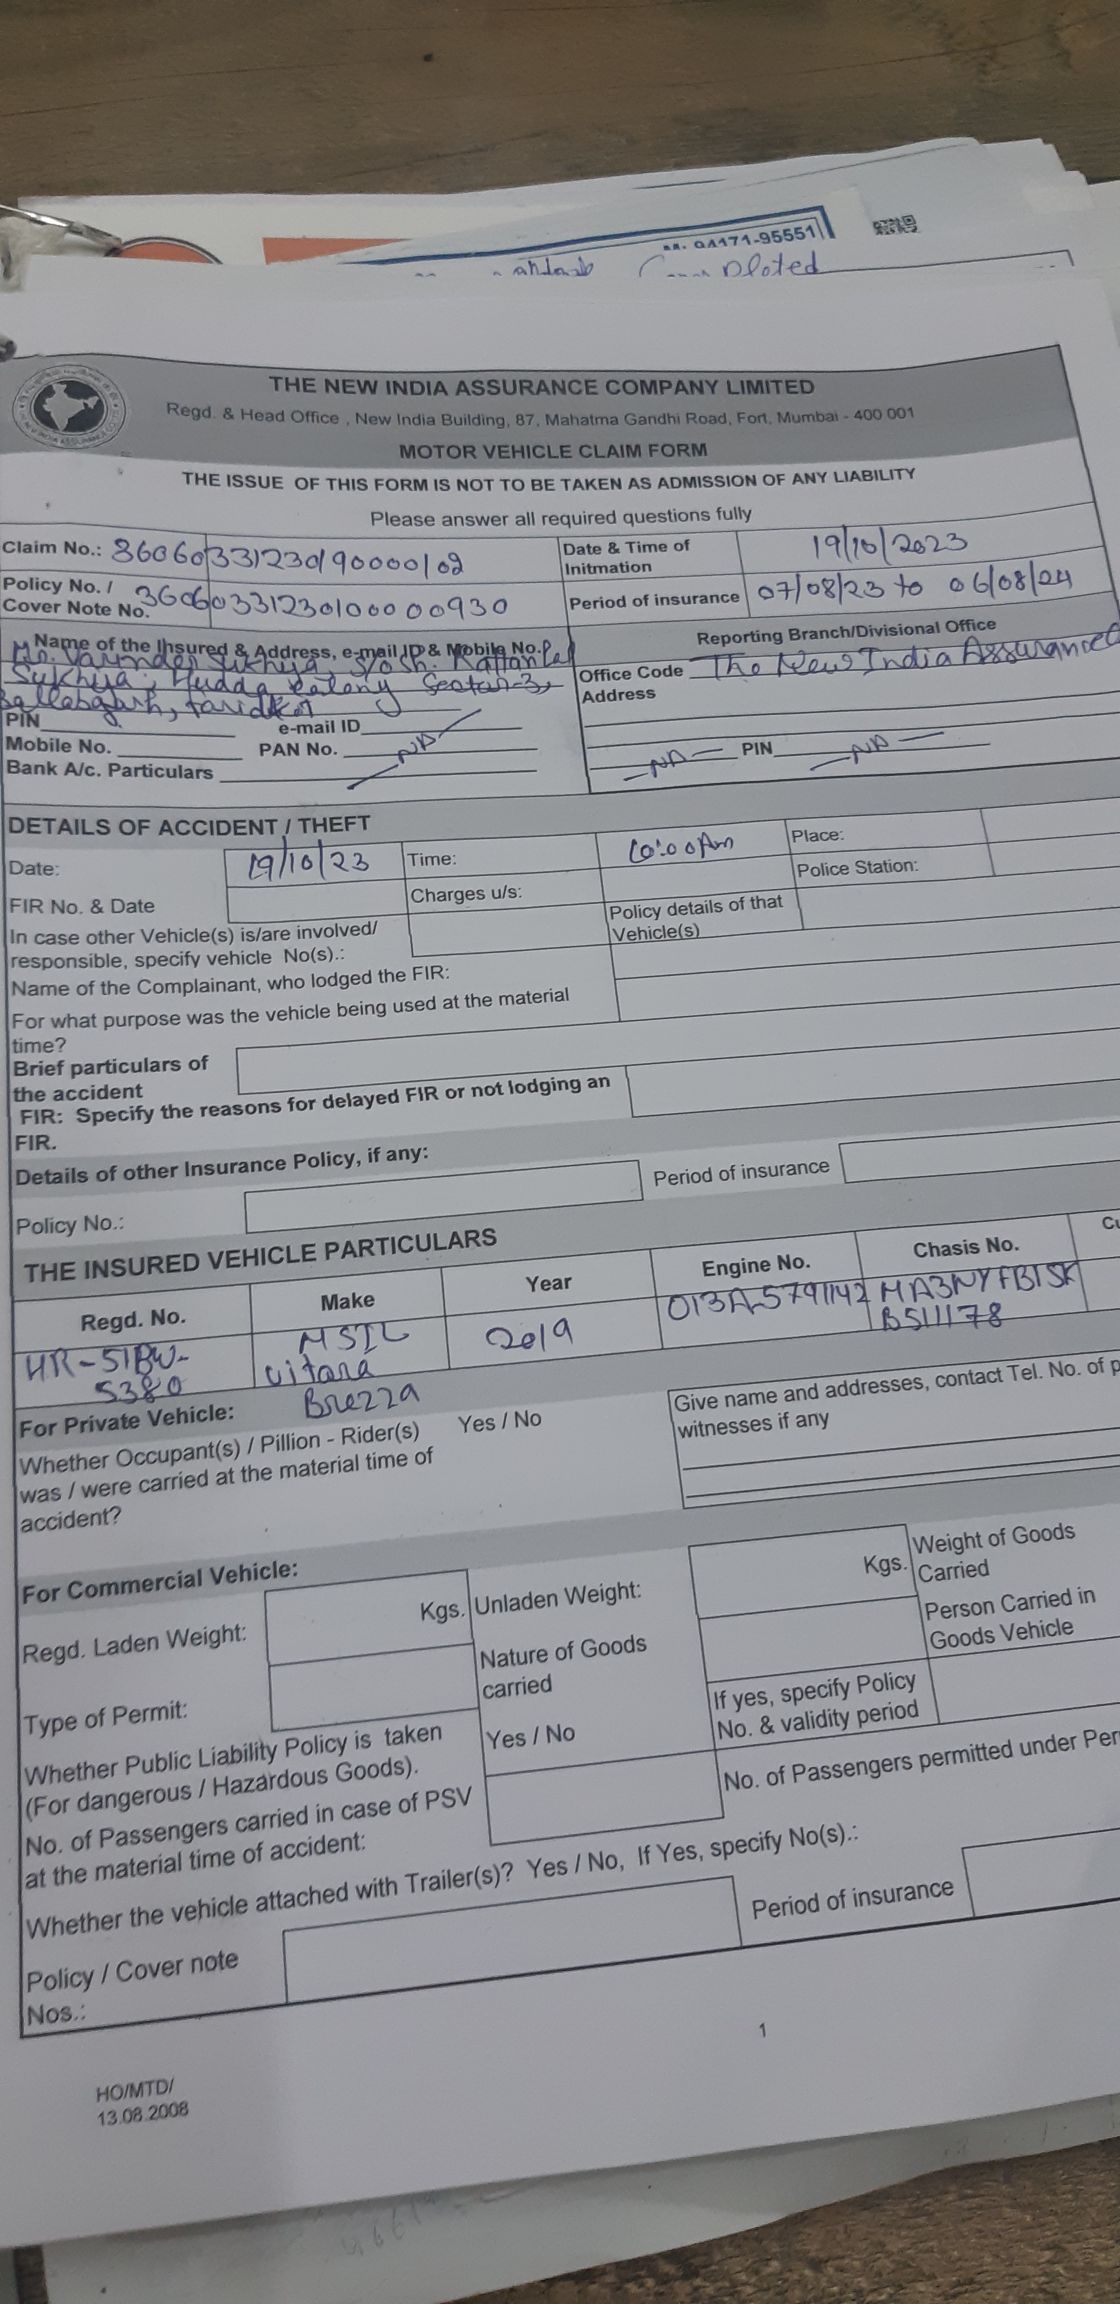 QA171-95551
Completed
THE NEW INDIA ASSURANCE COMPANY LIMITED
Regd. & Head Office , New India Building, 87, Mahatma Gandhi Road, Fort, Mumbai - 400 001
MOTOR VEHICLE CLAIM FORM
THE ISSUE OF THIS FORM IS NOT TO BE TAKEN AS ADMISSION OF ANY LIABILITY
Please answer all required questions fully
Claim No.: 36060331230190000102
Date & Time of Initmation 19/10/2023
Policy No. / Cover Note No. 36060331230100000930
Period of insurance 07/08/23 to 06/08/24
Name of the Insured & Address, e-mail ID & Mobile No.
Mr. Varinder Sukhija S/o Sh. Rattan Lal
Sukhija, Hudda Colony Sector-3,
Ballabgarh,
PIN
e-mail ID
Mobile No.
PAN No. NA
Bank A/c. Particulars
Reporting Branch/Divisional Office
Office Code The New India Assurance
Address
-NA- PIN -NA-
DETAILS OF ACCIDENT / THEFT
Date: 19/10/23 Time: 10:00Am Place:
FIR No. & Date Charges u/s: Police Station:
In case other Vehicle(s) is/are involved/
responsible, specify vehicle No(s).:
Policy details of that
Vehicle(s)
Name of the Complainant, who lodged the FIR:
For what purpose was the vehicle being used at the material
time?
Brief particulars of
the accident
FIR: Specify the reasons for delayed FIR or not lodging an
FIR.
Details of other Insurance Policy, if any:
Policy No.: Period of insurance
THE INSURED VEHICLE PARTICULARS
Regd. No. Make Year Engine No. Chasis No. Cu
HR-51BW-
5380
MSIL
Vitara
Brezza
2019
D13A-5791142
MA3NYFB1SK
B511178
For Private Vehicle:
Whether Occupant(s) / Pillion - Rider(s) Yes / No
was / were carried at the material time of
accident?
Give name and addresses, contact Tel. No. of p
witnesses if any
For Commercial Vehicle:
Regd. Laden Weight: Kgs. Unladen Weight: Kgs. Weight of Goods
Carried
Type of Permit:
Nature of Goods
carried
Person Carried in
Goods Vehicle
Whether Public Liability Policy is taken
(For dangerous / Hazardous Goods).
Yes / No
If yes, specify Policy
No. & validity period
No. of Passengers carried in case of PSV
at the material time of accident:
No. of Passengers permitted under Per
Whether the vehicle attached with Trailer(s)? Yes / No, If Yes, specify No(s).:
Policy / Cover note
Nos.:
Period of insurance
1
HO/MTD/
13.08.2008